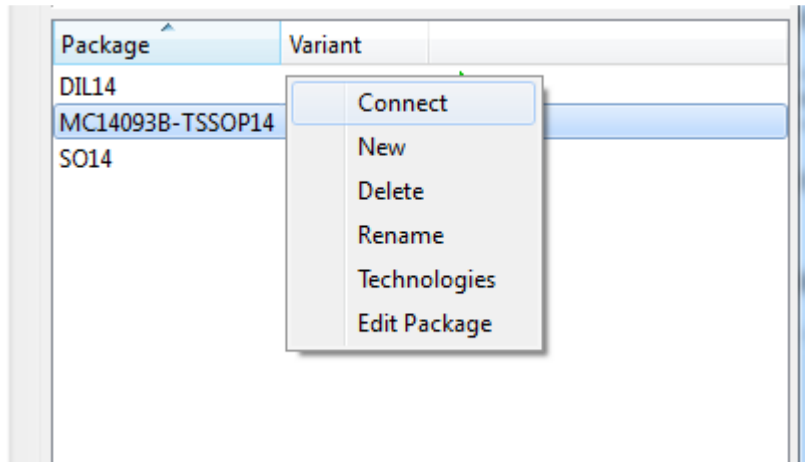 Package Variant
DIL14
MC14093B-TSSOP14
SO14
Connect
New
Delete
Rename
Technologies
Edit Package